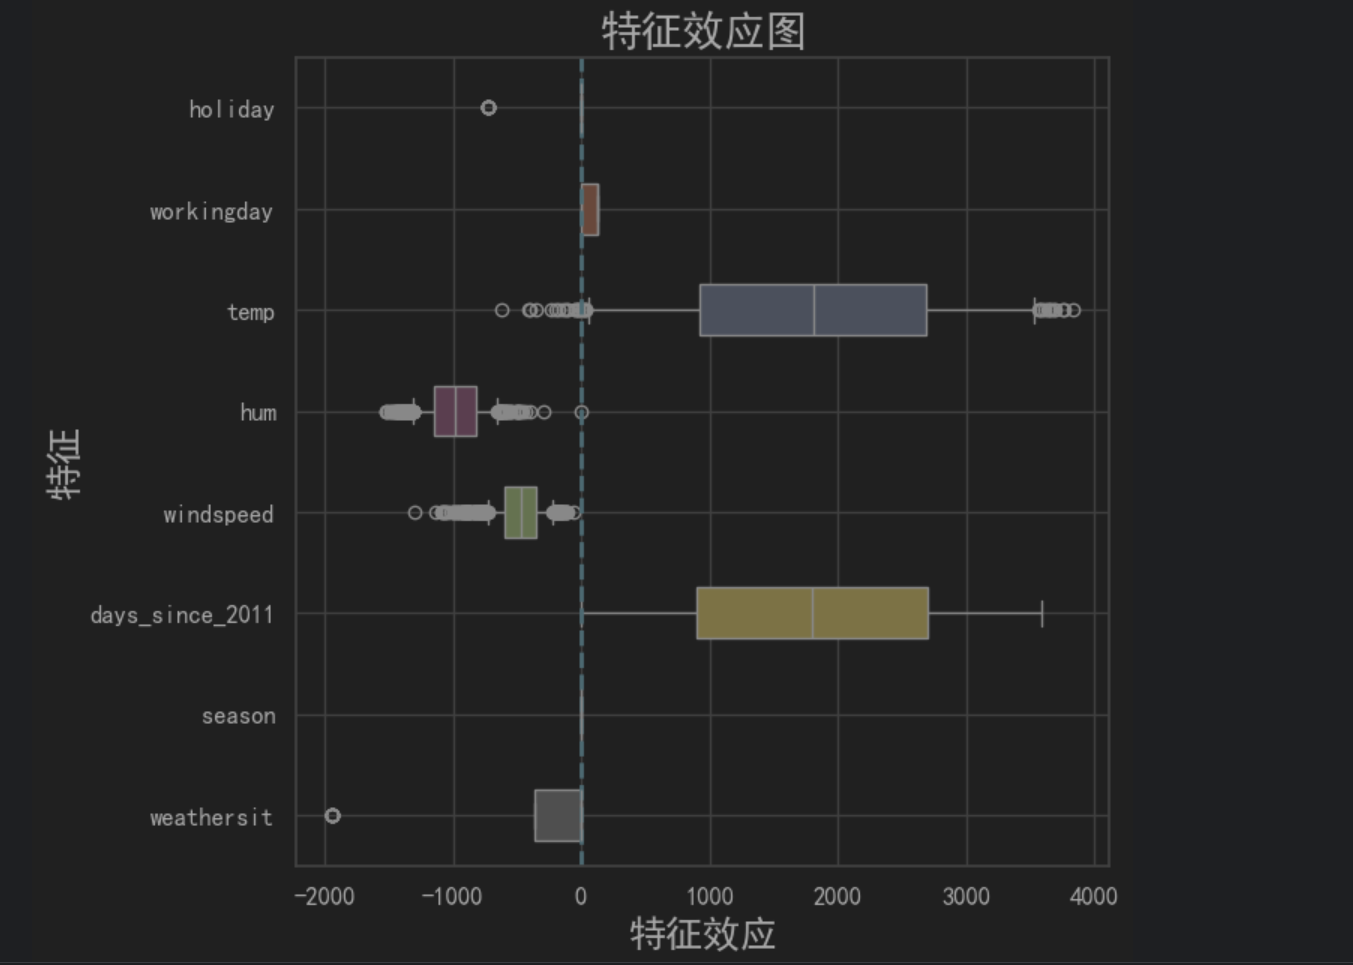 特征效应图
holiday
workingday
temp
hum
特征
windspeed
days_since_2011
season
weathersit
−2000 −1000 0 1000 2000 3000 4000
特征效应